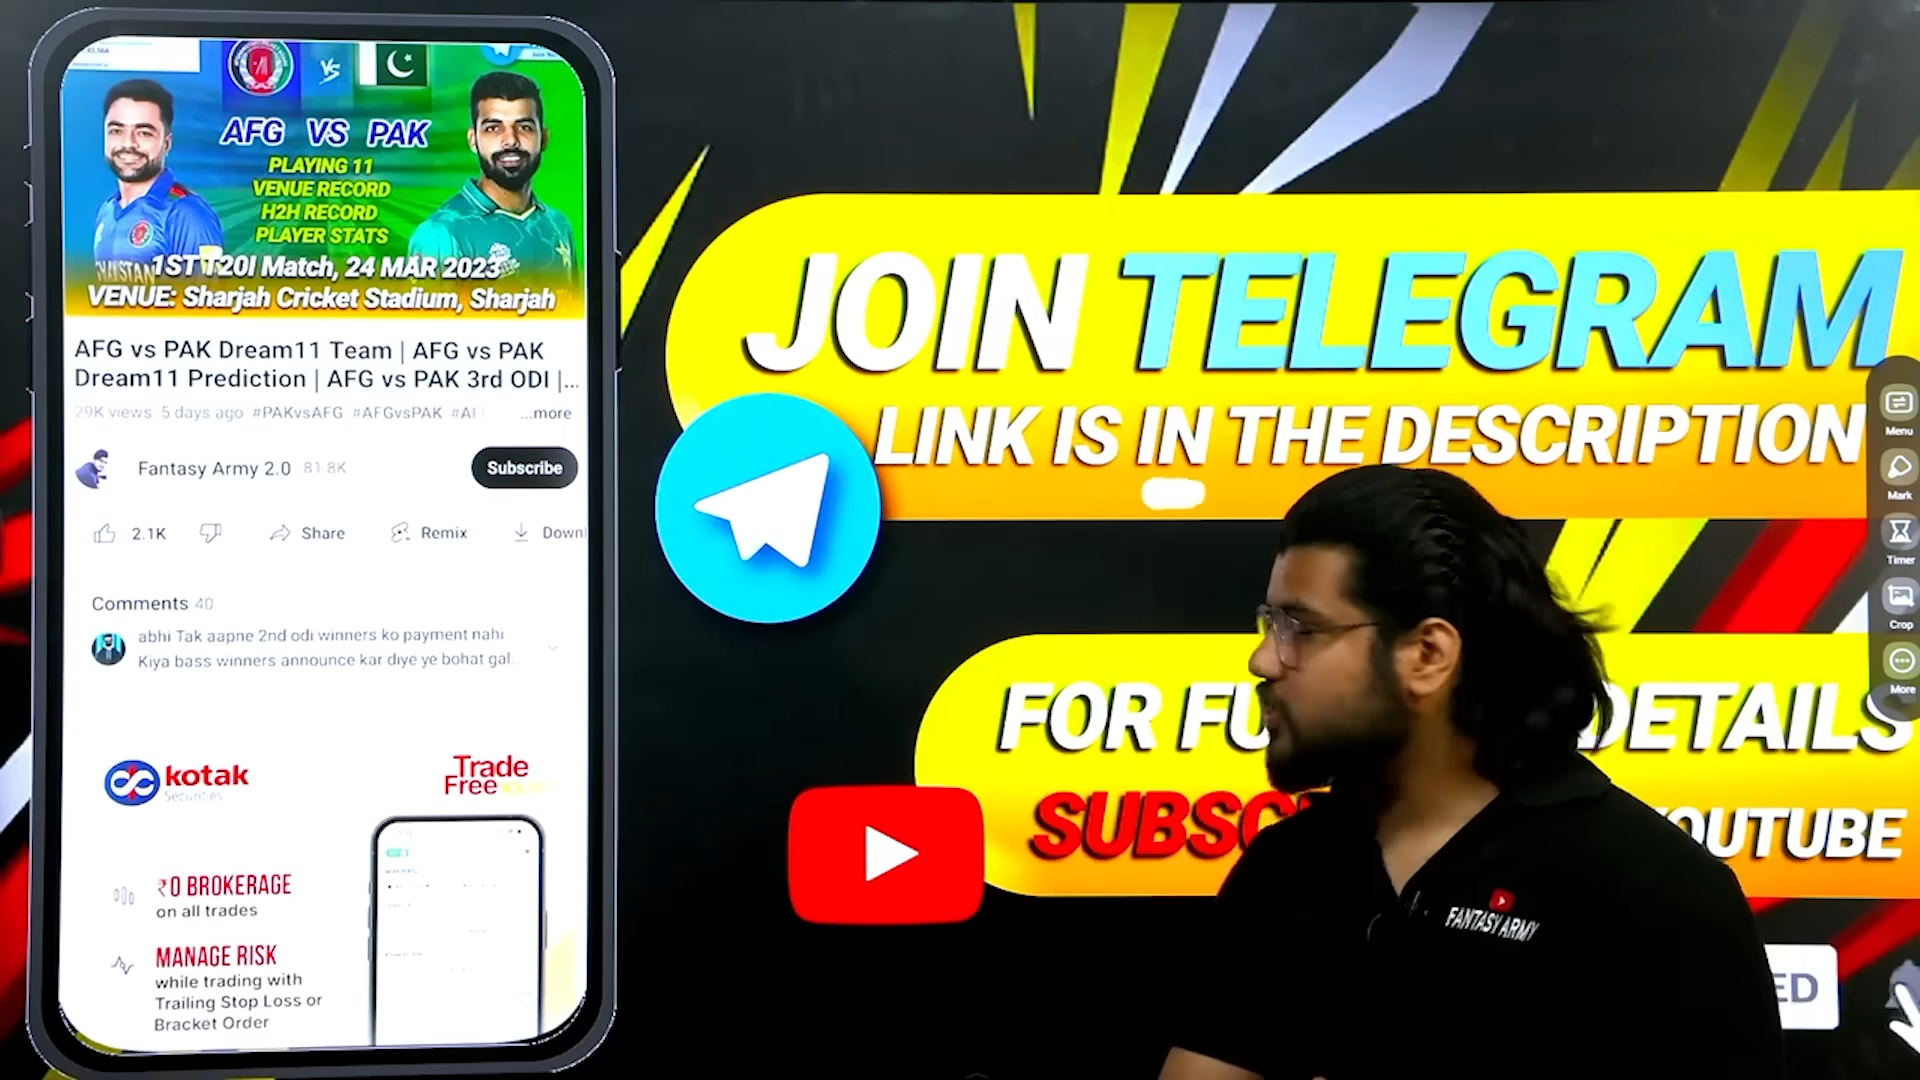 43,564
AFG VS PAK
VS
PLAYING 11
VENUE RECORD
H2H RECORD
PLAYER STATS
1ST T20I Match, 24 MAR 2023
VENUE: Sharjah Cricket Stadium, Sharjah
AFG vs PAK Dream11 Team | AFG vs PAK
Dream11 Prediction | AFG vs PAK 3rd ODI |...
29K views 5 days ago #PAKvsAFG #AFGvsPAK ...more
Fantasy Army 2.0 81.8K
Subscribe
2.1K Share Remix Downl
Comments 40
abhi Tak aapne 2nd odi winners ko payment nahi
Kiya bass winners announce kar diye ye bohat gal...
kotak
Securities
Trade
Free
₹0 BROKERAGE
on all trades
MANAGE RISK
while trading with
Trailing Stop Loss or
Bracket Order
JOIN TELEGRAM
LINK IS IN THE DESCRIPTION
FOR FU DETAILS
SUBSC OUTUBE
FANTASY ARMY
ED
Menu
Mark
Timer
Crop
More